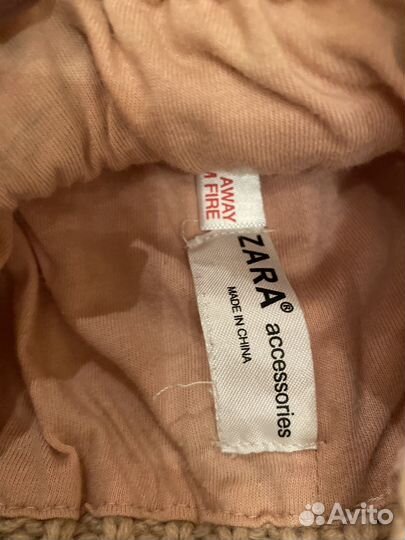 AWAY
FIRE
ZARA® accessories
MADE IN CHINA
Avito